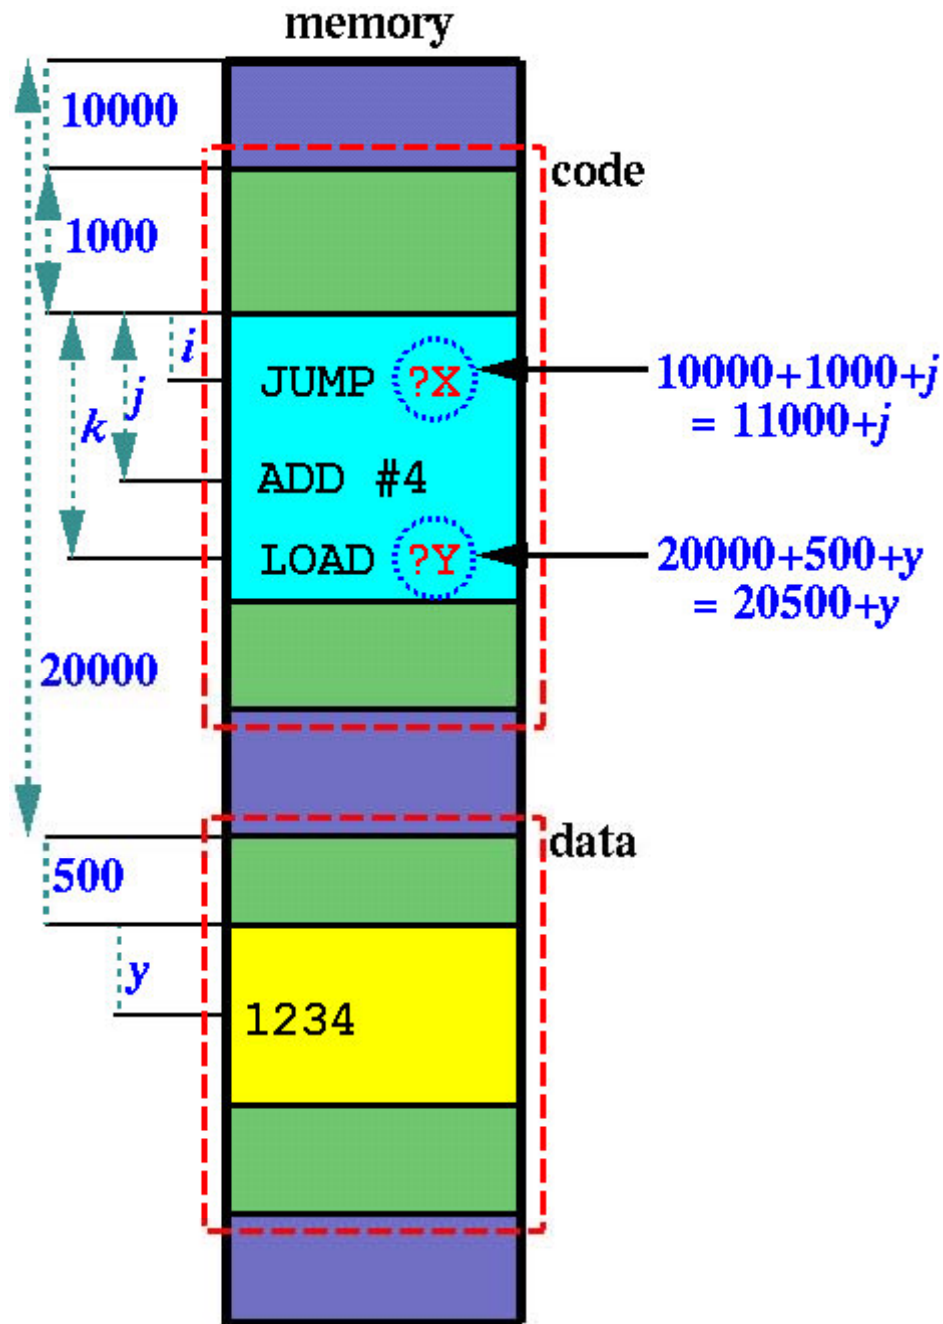 memory
10000
code
1000
i
JUMP ?X
10000+1000+j
= 11000+j
j
k
ADD #4
LOAD ?Y
20000+500+y
= 20500+y
20000
data
500
y
1234